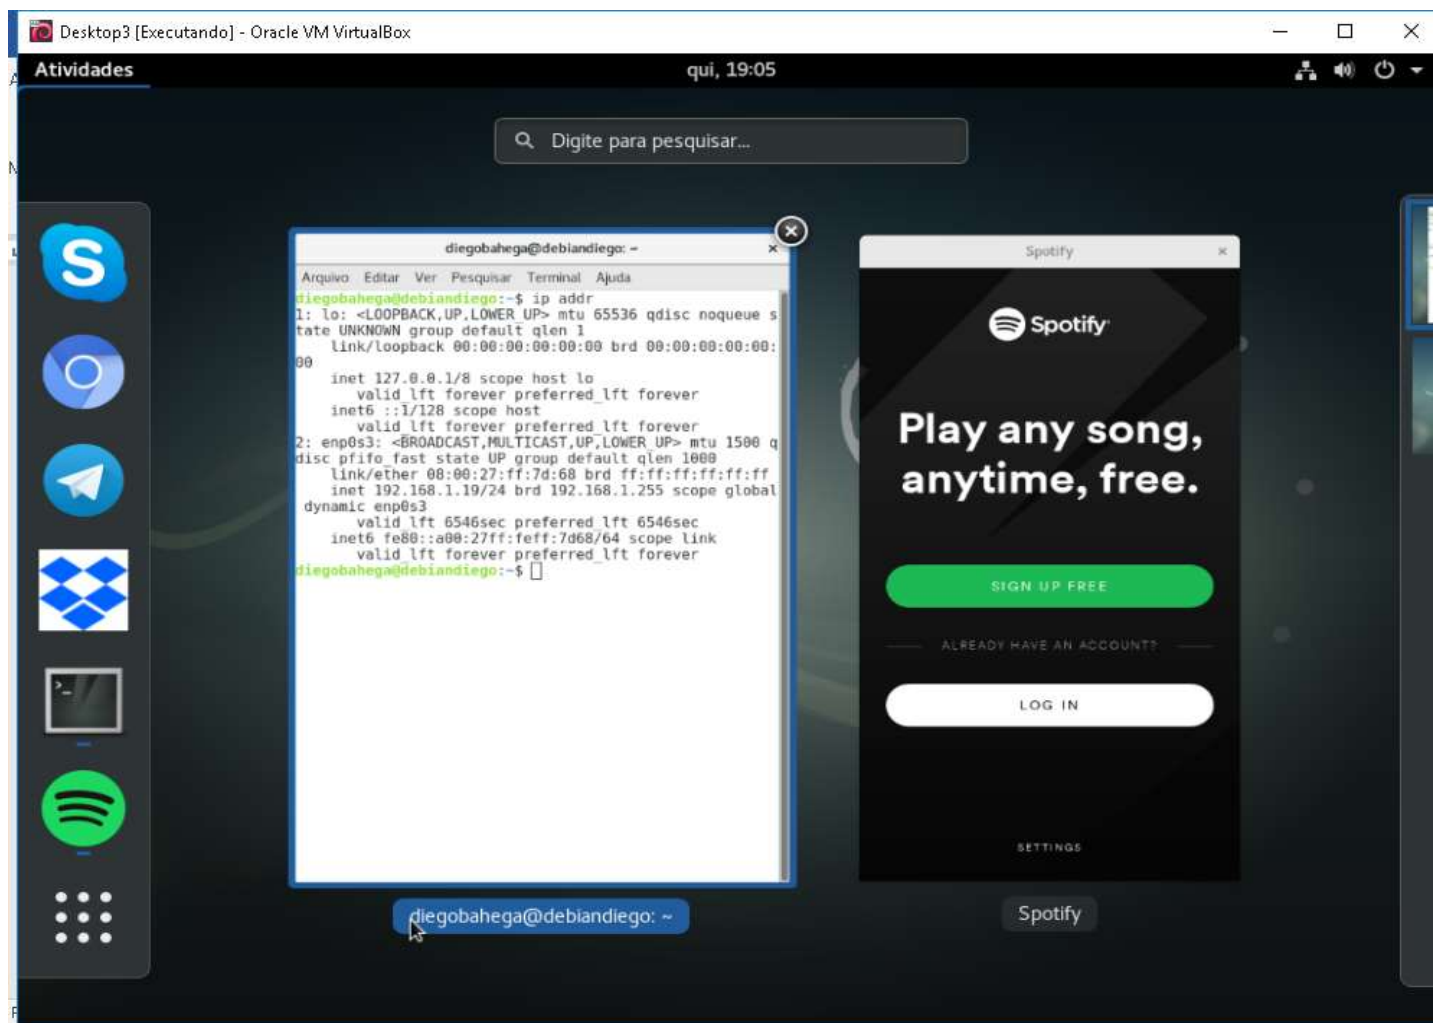 Desktop3 [Executando] - Oracle VM VirtualBox
Atividades
qui, 19:05
Digite para pesquisar...
diegobahega@debiandiego: ~
Arquivo Editar Ver Pesquisar Terminal Ajuda
diegobahega@debiandiego:~$ ip addr
1: lo: <LOOPBACK,UP,LOWER_UP> mtu 65536 qdisc noqueue s
tate UNKNOWN group default qlen 1
link/loopback 00:00:00:00:00:00 brd 00:00:00:00:00:
00
inet 127.0.0.1/8 scope host lo
valid_lft forever preferred_lft forever
inet6 ::1/128 scope host
valid_lft forever preferred_lft forever
2: enp0s3: <BROADCAST,MULTICAST,UP,LOWER_UP> mtu 1500 q
disc pfifo_fast state UP group default qlen 1000
link/ether 08:00:27:ff:7d:68 brd ff:ff:ff:ff:ff:ff
inet 192.168.1.19/24 brd 192.168.1.255 scope global
dynamic enp0s3
valid_lft 6546sec preferred_lft 6546sec
inet6 fe80::a00:27ff:feff:7d68/64 scope link
valid_lft forever preferred_lft forever
diegobahega@debiandiego:~$
diegobahega@debiandiego: ~
Spotify
Spotify
Play any song,
anytime, free.
SIGN UP FREE
ALREADY HAVE AN ACCOUNT?
LOG IN
SETTINGS
Spotify